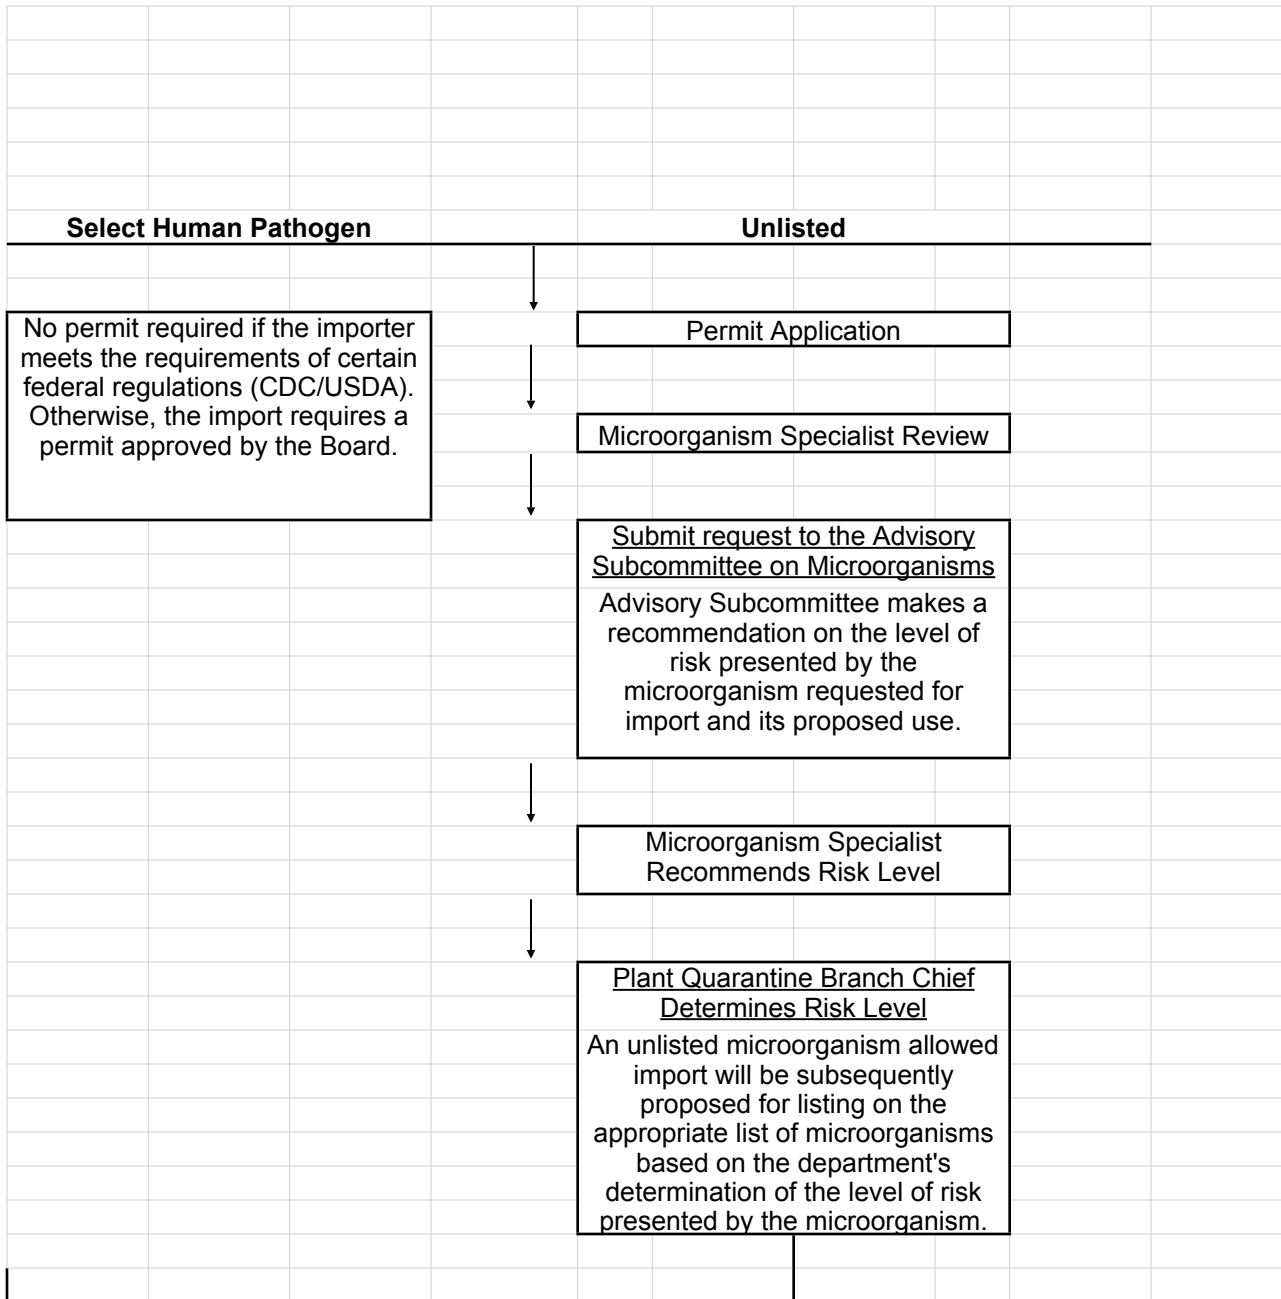 Select Human Pathogen
Unlisted
No permit required if the importer
meets the requirements of certain
federal regulations (CDC/USDA).
Otherwise, the import requires a
permit approved by the Board.
Permit Application
Microorganism Specialist Review
Submit request to the Advisory
Subcommittee on Microorganisms
Advisory Subcommittee makes a
recommendation on the level of
risk presented by the
microorganism requested for
import and its proposed use.
Microorganism Specialist
Recommends Risk Level
Plant Quarantine Branch Chief
Determines Risk Level
An unlisted microorganism allowed
import will be subsequently
proposed for listing on the
appropriate list of microorganisms
based on the department's
determination of the level of risk
presented by the microorganism.